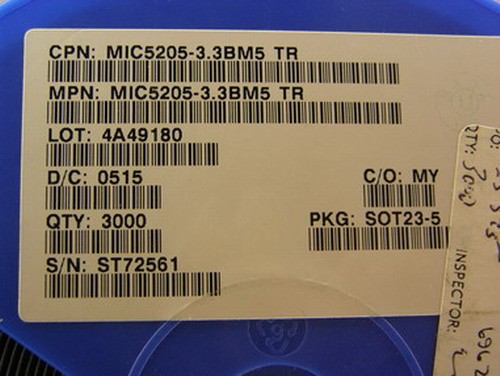 CPN: MIC5205-3.3BM5 TR
MPN: MIC5205-3.3BM5 TR
LOT: 4A49180
D/C: 0515
C/O: MY
QTY: 3000
PKG: SOT23-5
S/N: ST72561
INSPECTOR: